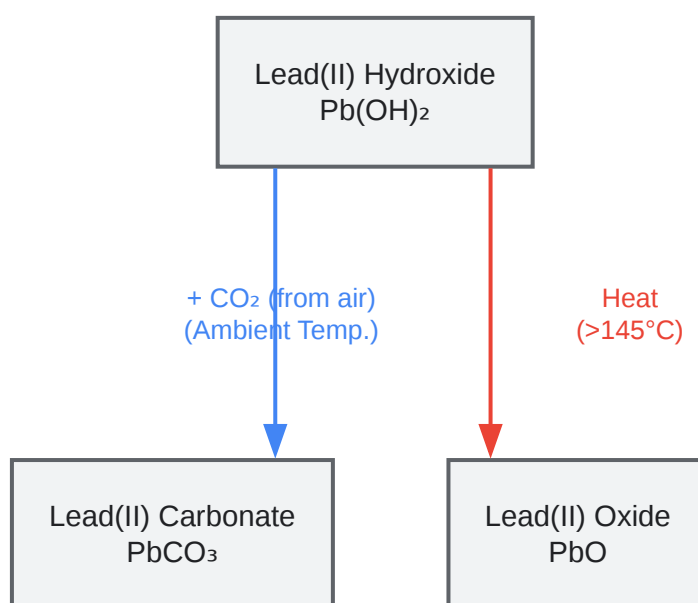 Lead(II) Hydroxide
Pb(OH)₂
+ CO₂ (from air)
(Ambient Temp.)
Heat
(>145°C)
Lead(II) Carbonate
PbCO₃
Lead(II) Oxide
PbO